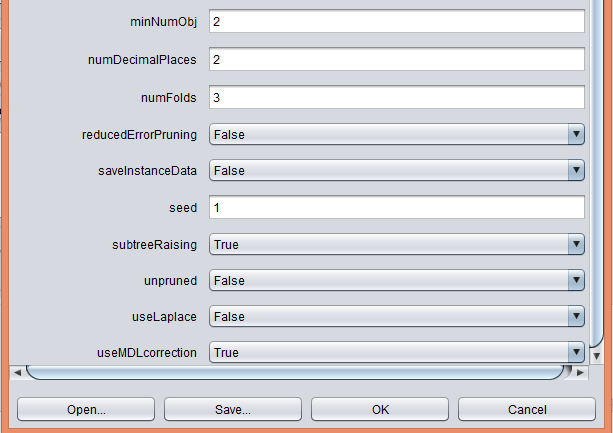 minNumObj 2
numDecimalPlaces 2
numFolds 3
reducedErrorPruning False
saveInstanceData False
seed 1
subtreeRaising True
unpruned False
useLaplace False
useMDLcorrection True
Open... Save... OK Cancel